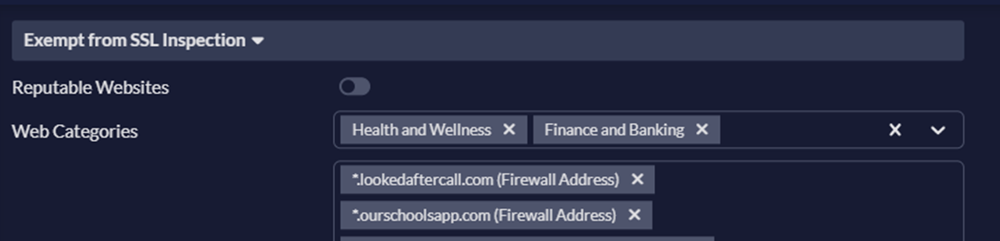 Exempt from SSL Inspection
Reputable Websites
Web Categories
Health and Wellness Finance and Banking
*.lookedaftercall.com (Firewall Address)
*.ourschoolsapp.com (Firewall Address)